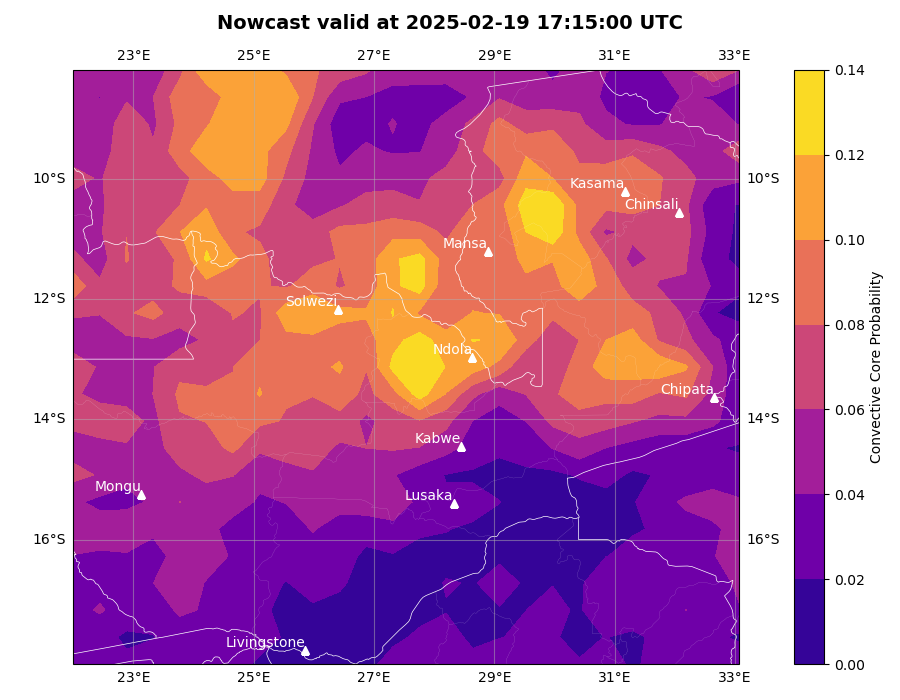 Nowcast valid at 2025-02-19 17:15:00 UTC
23°E 25°E 27°E 29°E 31°E 33°E
0.14
0.12
10°S 10°S
Kasama
Chinsali
0.10
Mansa
12°S 12°S
Solwezi
0.08
Ndola
Chipata
0.06
14°S 14°S
Kabwe
Mongu
Lusaka
0.04
16°S 16°S
0.02
Livingstone
0.00
23°E 25°E 27°E 29°E 31°E 33°E
Convective Core Probability